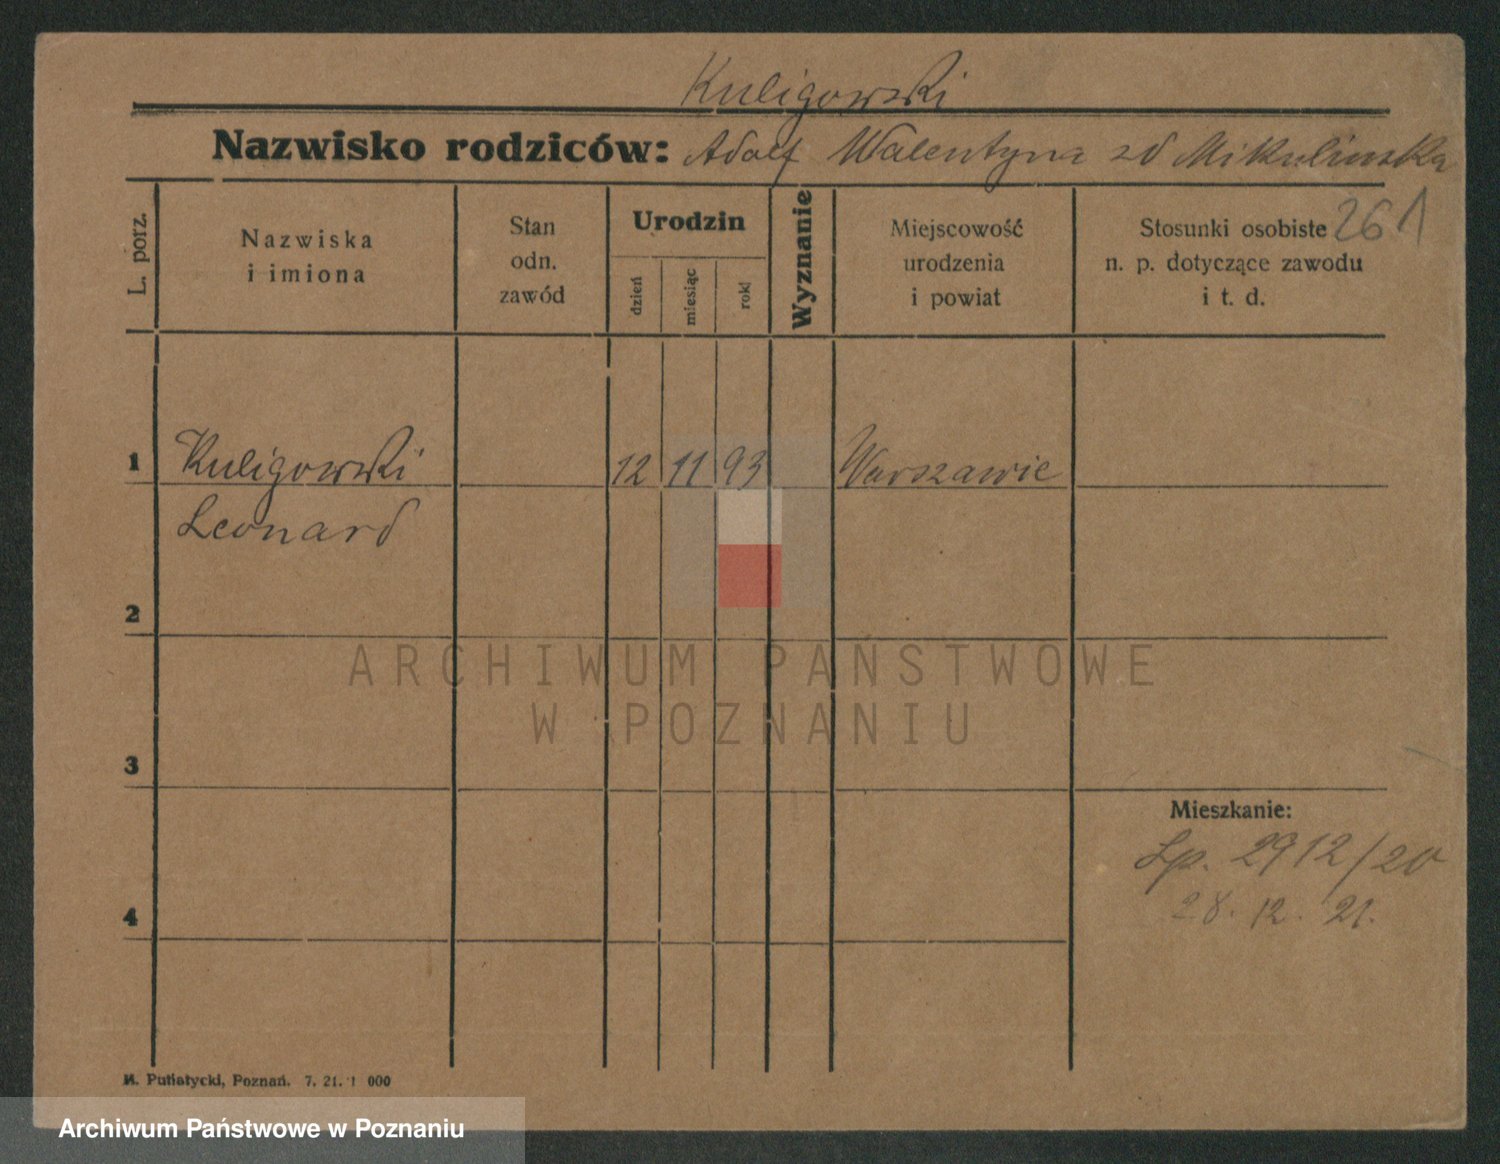 Kuligowski
Nazwisko rodziców: Adolf Walentyna zd Mikulinska
L. porz.
Nazwiska
i imiona
Stan
odn.
zawód
Urodzin
dzień
miesiąc
rok
Wyznanie
Miejscowość
urodzenia
i powiat
Stosunki osobiste
n. p. dotyczące zawodu
i t. d.
261
1 Kuligowski 12 11 93 Warszawie
Leonard
2
ARCHIWUM PAŃSTWOWE
W POZNANIU
3
Mieszkanie:
Lp. 2912/20
28. 12. 21.
4
M. Putiatycki, Poznań. 7. 21. 1 000
Archiwum Państwowe w Poznaniu